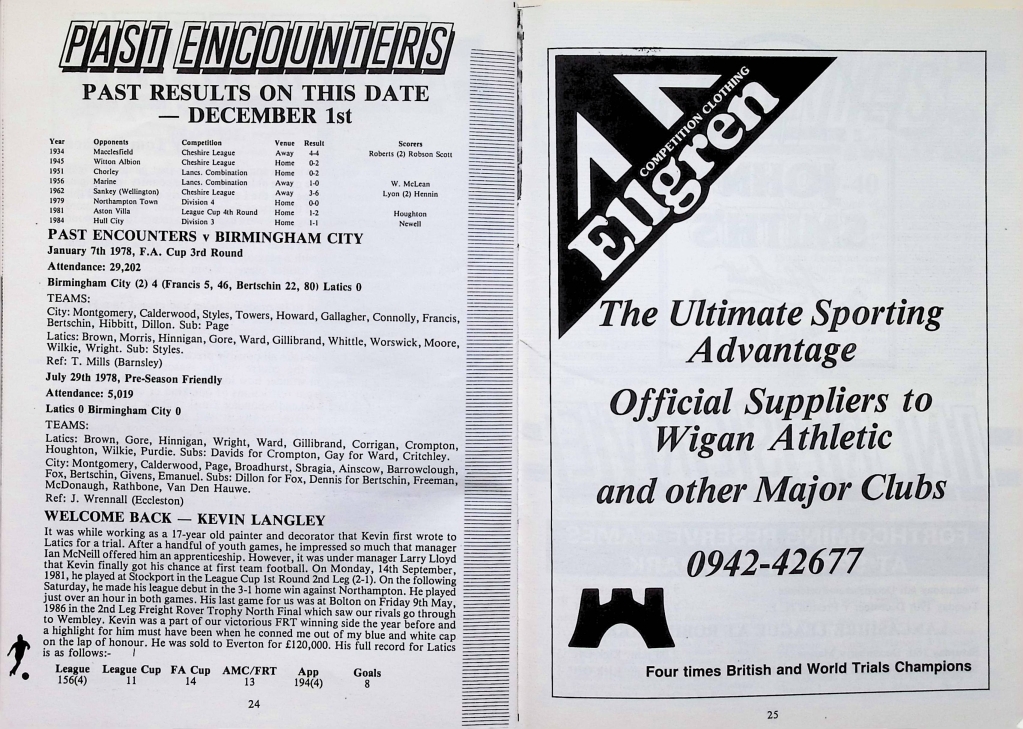 PAST ENCOUNTERS
PAST RESULTS ON THIS DATE
— DECEMBER 1st
Year Opponents Competition Venue Result Scorers
1934 Macclesfield Cheshire League Away 4-4 Roberts (2) Robson Scott
1945 Witton Albion Cheshire League Home 0-2
1951 Chorley Lancs. Combination Home 0-2
1956 Marine Lancs. Combination Away 1-0 W. McLean
1962 Sankey (Wellington) Cheshire League Away 3-6 Lyon (2) Hennin
1979 Northampton Town Division 4 Home 0-0
1981 Aston Villa League Cup 4th Round Home 1-2 Houghton
1984 Hull City Division 3 Home 1-1 Newell
PAST ENCOUNTERS v BIRMINGHAM CITY
January 7th 1978, F.A. Cup 3rd Round
Attendance: 29,202
Birmingham City (2) 4 (Francis 5, 46, Bertschin 22, 80) Latics 0
TEAMS:
City: Montgomery, Calderwood, Styles, Towers, Howard, Gallagher, Connolly, Francis,
Bertschin, Hibbitt, Dillon. Sub: Page
Latics: Brown, Morris, Hinnigan, Gore, Ward, Gillibrand, Whittle, Worswick, Moore,
Wilkie, Wright. Sub: Styles.
Ref: T. Mills (Barnsley)
July 29th 1978, Pre-Season Friendly
Attendance: 5,019
Latics 0 Birmingham City 0
TEAMS:
Latics: Brown, Gore, Hinnigan, Wright, Ward, Gillibrand, Corrigan, Crompton,
Houghton, Wilkie, Purdie. Subs: Davids for Crompton, Gay for Ward, Critchley.
City: Montgomery, Calderwood, Page, Broadhurst, Sbragia, Ainscow, Barrowclough,
Fox, Bertschin, Givens, Emanuel. Subs: Dillon for Fox, Dennis for Bertschin, Freeman,
McDonaugh, Rathbone, Van Den Hauwe.
Ref: J. Wrennall (Eccleston)
WELCOME BACK — KEVIN LANGLEY
It was while working as a 17-year old painter and decorator that Kevin first wrote to
Latics for a trial. After a handful of youth games, he impressed so much that manager
Ian McNeill offered him an apprenticeship. However, it was under manager Larry Lloyd
that Kevin finally got his chance at first team football. On Monday, 14th September,
1981, he played at Stockport in the League Cup 1st Round 2nd Leg (2-1). On the following
Saturday, he made his league debut in the 3-1 home win against Northampton. He played
just over an hour in both games. His last game for us was at Bolton on Friday 9th May,
1986 in the 2nd Leg Freight Rover Trophy North Final which saw our rivals go through
to Wembley. Kevin was a part of our victorious FRT winning side the year before and
a highlight for him must have been when he conned me out of my blue and white cap
on the lap of honour. He was sold to Everton for £120,000. His full record for Latics
is as follows:-
League League Cup FA Cup AMC/FRT App Goals
156(4) 11 14 13 194(4) 8
24
COMPETITION CLOTHING
Ellgren
The Ultimate Sporting
Advantage
Official Suppliers to
Wigan Athletic
and other Major Clubs
0942-42677
Four times British and World Trials Champions
25